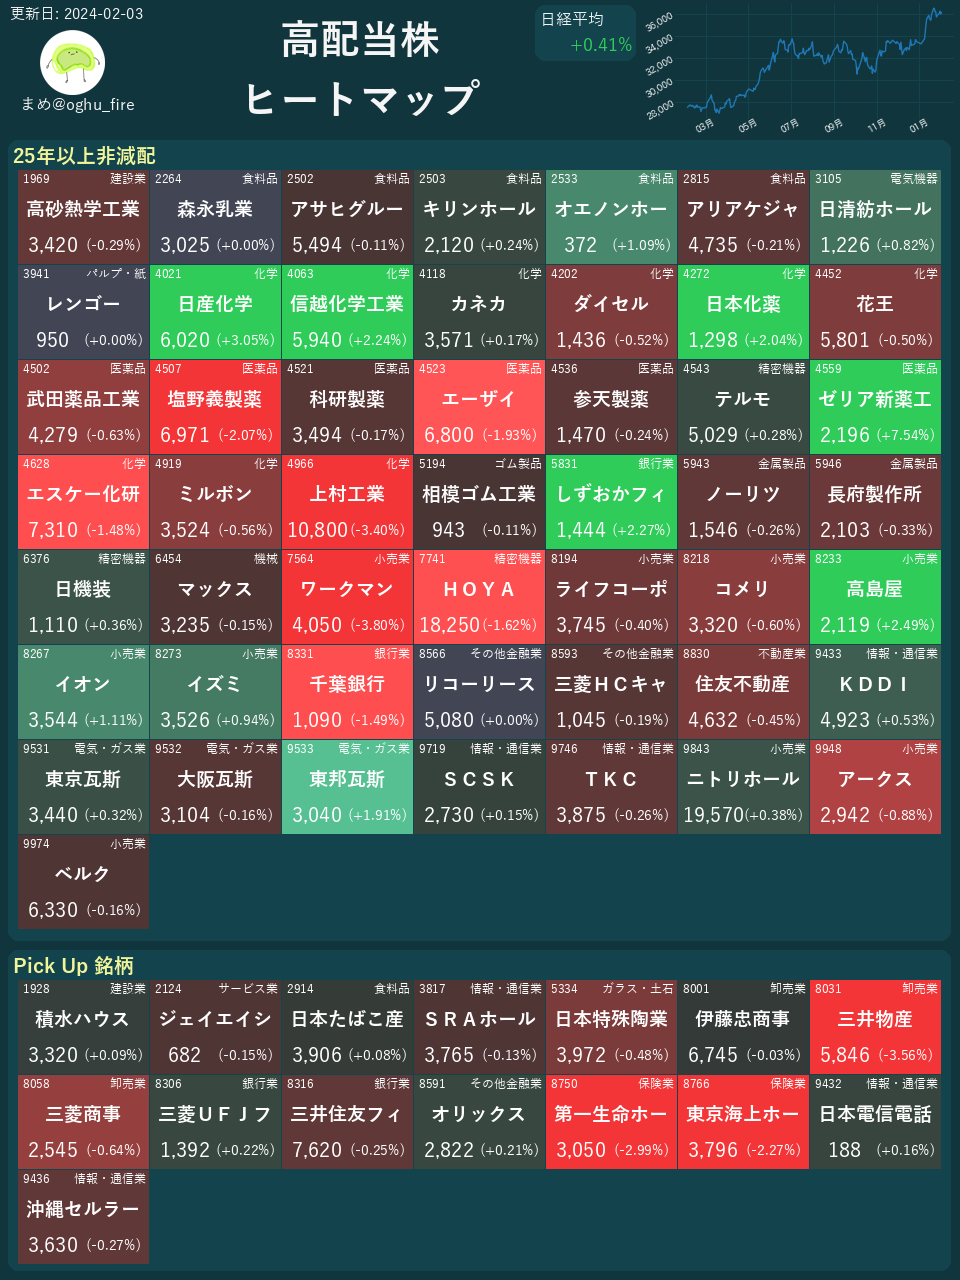 更新日: 2024-02-03
まめ@oghu_fire
高配当株
ヒートマップ
日経平均
+0.41%
36,000
34,000
32,000
30,000
28,000
03月 05月 07月 09月 11月 01月
25年以上非減配
1969 建設業 2264 食料品 2502 食料品 2503 食料品 2533 食料品 2815 食料品 3105 電気機器
高砂熱学工業 森永乳業 アサヒグルー キリンホール オエノンホー アリアケジャ 日清紡ホール
3,420 (-0.29%) 3,025 (+0.00%) 5,494 (-0.11%) 2,120 (+0.24%) 372 (+1.09%) 4,735 (-0.21%) 1,226 (+0.82%)
3941 パルプ・紙 4021 化学 4063 化学 4118 化学 4202 化学 4272 化学 4452 化学
レンゴー 日産化学 信越化学工業 カネカ ダイセル 日本化薬 花王
950 (+0.00%) 6,020 (+3.05%) 5,940 (+2.24%) 3,571 (+0.17%) 1,436 (-0.52%) 1,298 (+2.04%) 5,801 (-0.50%)
4502 医薬品 4507 医薬品 4521 医薬品 4523 医薬品 4536 医薬品 4543 精密機器 4559 医薬品
武田薬品工業 塩野義製薬 科研製薬 エーザイ 参天製薬 テルモ ゼリア新薬工
4,279 (-0.63%) 6,971 (-2.07%) 3,494 (-0.17%) 6,800 (-1.93%) 1,470 (-0.24%) 5,029 (+0.28%) 2,196 (+7.54%)
4628 化学 4919 化学 4966 化学 5194 ゴム製品 5831 銀行業 5943 金属製品 5946 金属製品
エスケー化研 ミルボン 上村工業 相模ゴム工業 しずおかフィ ノーリツ 長府製作所
7,310 (-1.48%) 3,524 (-0.56%) 10,800 (-3.40%) 943 (-0.11%) 1,444 (+2.27%) 1,546 (-0.26%) 2,103 (-0.33%)
6376 精密機器 6454 機械 7564 小売業 7741 精密機器 8194 小売業 8218 小売業 8233 小売業
日機装 マックス ワークマン ＨＯＹＡ ライフコーポ コメリ 高島屋
1,110 (+0.36%) 3,235 (-0.15%) 4,050 (-3.80%) 18,250 (-1.62%) 3,745 (-0.40%) 3,320 (-0.60%) 2,119 (+2.49%)
8267 小売業 8273 小売業 8331 銀行業 8566 その他金融業 8593 その他金融業 8830 不動産業 9433 情報・通信業
イオン イズミ 千葉銀行 リコーリース 三菱ＨＣキャ 住友不動産 ＫＤＤＩ
3,544 (+1.11%) 3,526 (+0.94%) 1,090 (-1.49%) 5,080 (+0.00%) 1,045 (-0.19%) 4,632 (-0.45%) 4,923 (+0.53%)
9531 電気・ガス業 9532 電気・ガス業 9533 電気・ガス業 9719 情報・通信業 9746 情報・通信業 9843 小売業 9948 小売業
東京瓦斯 大阪瓦斯 東邦瓦斯 ＳＣＳＫ ＴＫＣ ニトリホール アークス
3,440 (+0.32%) 3,104 (-0.16%) 3,040 (+1.91%) 2,730 (+0.15%) 3,875 (-0.26%) 19,570 (+0.38%) 2,942 (-0.88%)
9974 小売業
ベルク
6,330 (-0.16%)
Pick Up 銘柄
1928 建設業 2124 サービス業 2914 食料品 3817 情報・通信業 5334 ガラス・土石 8001 卸売業 8031 卸売業
積水ハウス ジェイエイシ 日本たばこ産 ＳＲＡホール 日本特殊陶業 伊藤忠商事 三井物産
3,320 (+0.09%) 682 (-0.15%) 3,906 (+0.08%) 3,765 (-0.13%) 3,972 (-0.48%) 6,745 (-0.03%) 5,846 (-3.56%)
8058 卸売業 8306 銀行業 8316 銀行業 8591 その他金融業 8750 保険業 8766 保険業 9432 情報・通信業
三菱商事 三菱ＵＦＪフ 三井住友フィ オリックス 第一生命ホー 東京海上ホー 日本電信電話
2,545 (-0.64%) 1,392 (+0.22%) 7,620 (-0.25%) 2,822 (+0.21%) 3,050 (-2.99%) 3,796 (-2.27%) 188 (+0.16%)
9436 情報・通信業
沖縄セルラー
3,630 (-0.27%)